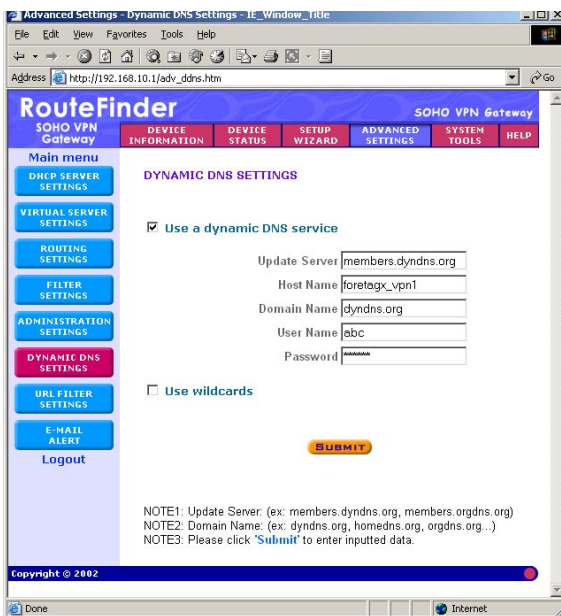 Advanced Settings - Dynamic DNS Settings - IE_Window_Title
File Edit View Favorites Tools Help
Address http://192.168.10.1/adv_ddns.htm Go
RouteFinder
SOHO VPN Gateway
SOHO VPN Gateway
DEVICE INFORMATION
DEVICE STATUS
SETUP WIZARD
ADVANCED SETTINGS
SYSTEM TOOLS
HELP
Main menu
DHCP SERVER SETTINGS
VIRTUAL SERVER SETTINGS
ROUTING SETTINGS
FILTER SETTINGS
ADMINISTRATION SETTINGS
DYNAMIC DNS SETTINGS
URL FILTER SETTINGS
E-MAIL ALERT
Logout
DYNAMIC DNS SETTINGS
Use a dynamic DNS service
Update Server members.dyndns.org
Host Name foretagx_vpn1
Domain Name dyndns.org
User Name abc
Password ******
Use wildcards
SUBMIT
NOTE1: Update Server: (ex: members.dyndns.org, members.orgdns.org)
NOTE2: Domain Name: (ex: dyndns.org, homedns.org, orgdns.org...)
NOTE3: Please click 'Submit' to enter inputted data.
Copyright © 2002
Done
Internet